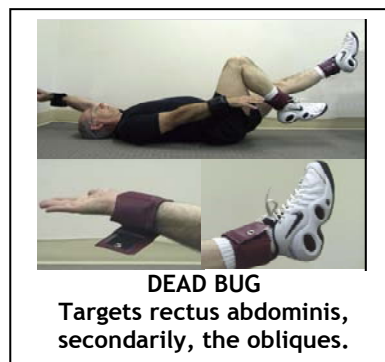 DEAD BUG
Targets rectus abdominis,
secondarily, the obliques.